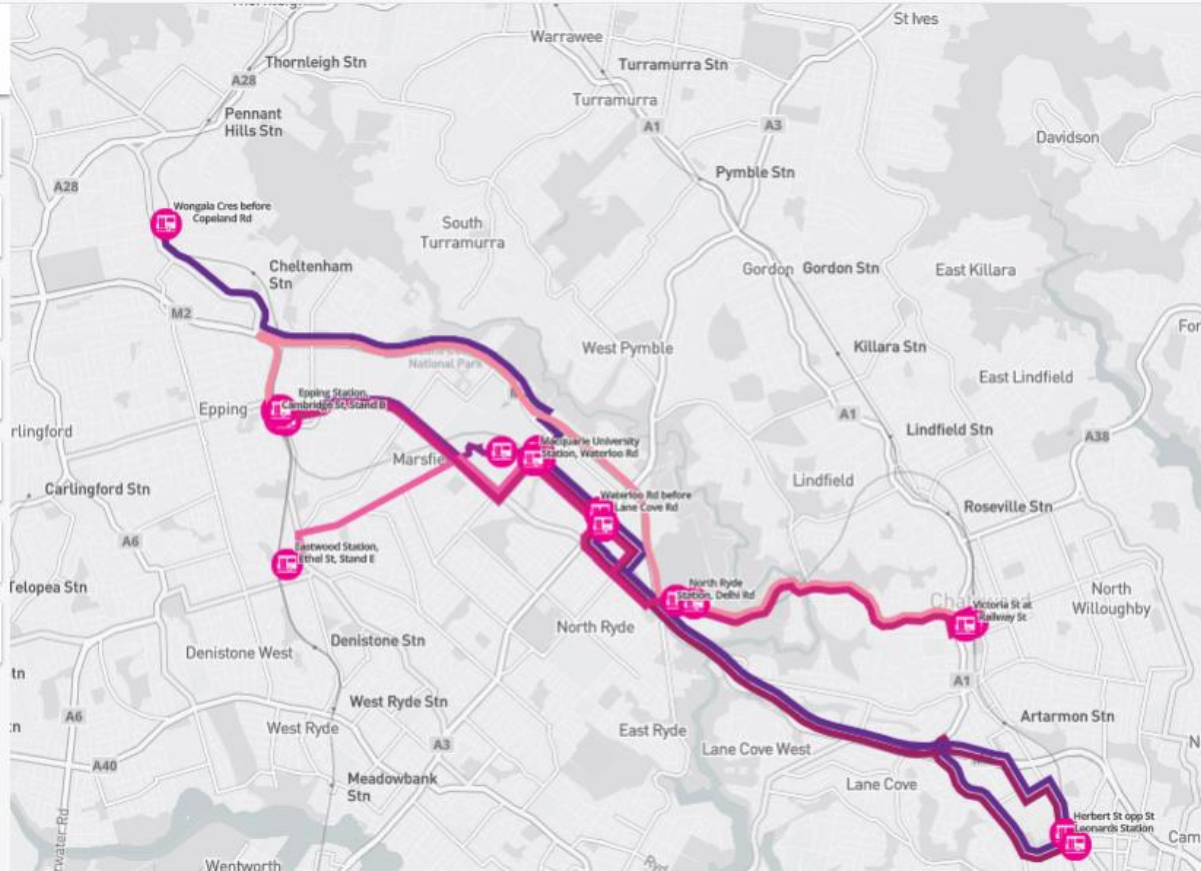 St Ives
Warrawee
Thornleigh Stn
Turramurra Stn
A28
Turramurra
Pennant
Hills Stn
A1
A3
Davidson
Pymble Stn
A28
Wongala Cres before
Copeland Rd
South
Turramurra
Cheltenham
Stn
Gordon
Gordon Stn
East Killara
M2
West Pymble
Killara Stn
National Park
East Lindfield
Epping
Epping Station,
Cambridge St, Stand B
A1
Lindfield Stn
A38
rlingford
Macquarie University
Station, Waterloo Rd
Marsfie
Carlingford Stn
Lindfield
Waterloo Rd before
Lane Cove Rd
Roseville Stn
A6
Eastwood Station,
Ethel St, Stand E
Telopea Stn
North Ryde
Station, Delhi Rd
North
Willoughby
Victoria St at
Railway St
North Ryde
Denistone Stn
Denistone West
A1
West Ryde Stn
A6
Artarmon Stn
West Ryde
East Ryde
A3
Lane Cove West
A40
Lane Cove
Meadowbank
Stn
Herbert St opp St
Leonards Station
Cam
Wentworth